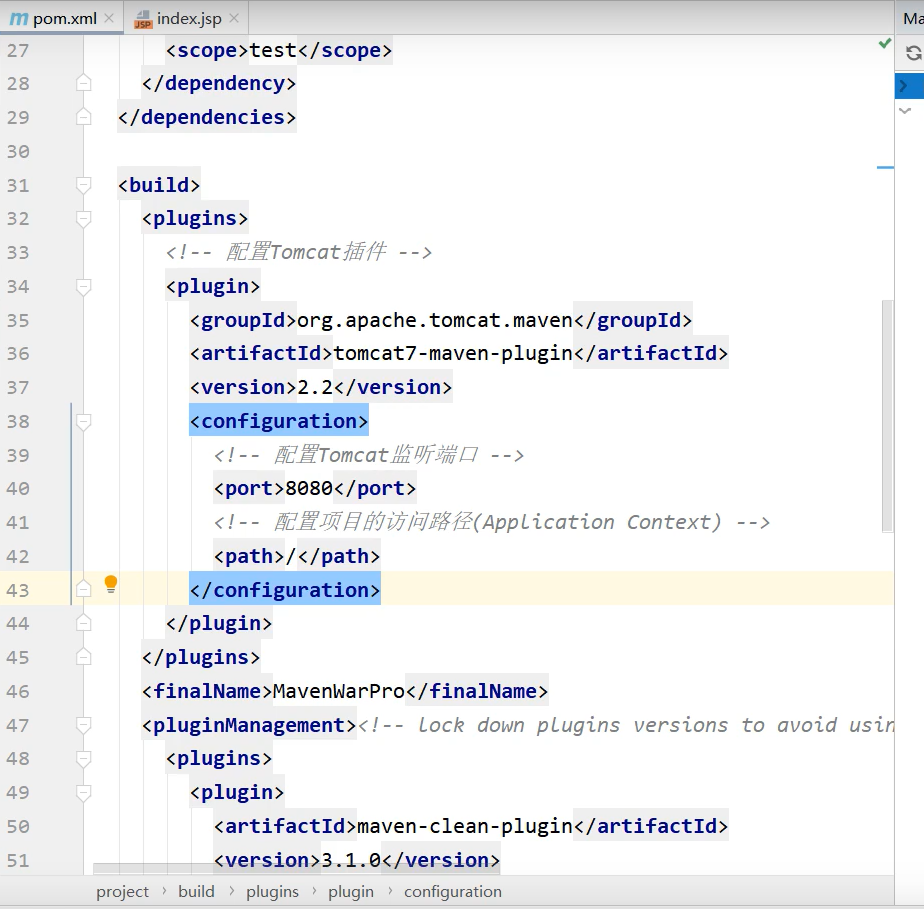 pom.xml
index.jsp
Ma
27 <scope>test</scope>
28 </dependency>
29 </dependencies>
30
31 <build>
32 <plugins>
33 <!-- 配置Tomcat插件 -->
34 <plugin>
35 <groupId>org.apache.tomcat.maven</groupId>
36 <artifactId>tomcat7-maven-plugin</artifactId>
37 <version>2.2</version>
38 <configuration>
39 <!-- 配置Tomcat监听端口 -->
40 <port>8080</port>
41 <!-- 配置项目的访问路径(Application Context) -->
42 <path>/</path>
43 </configuration>
44 </plugin>
45 </plugins>
46 <finalName>MavenWarPro</finalName>
47 <pluginManagement><!-- lock down plugins versions to avoid usin
48 <plugins>
49 <plugin>
50 <artifactId>maven-clean-plugin</artifactId>
51 <version>3.1.0</version>
project › build › plugins › plugin › configuration